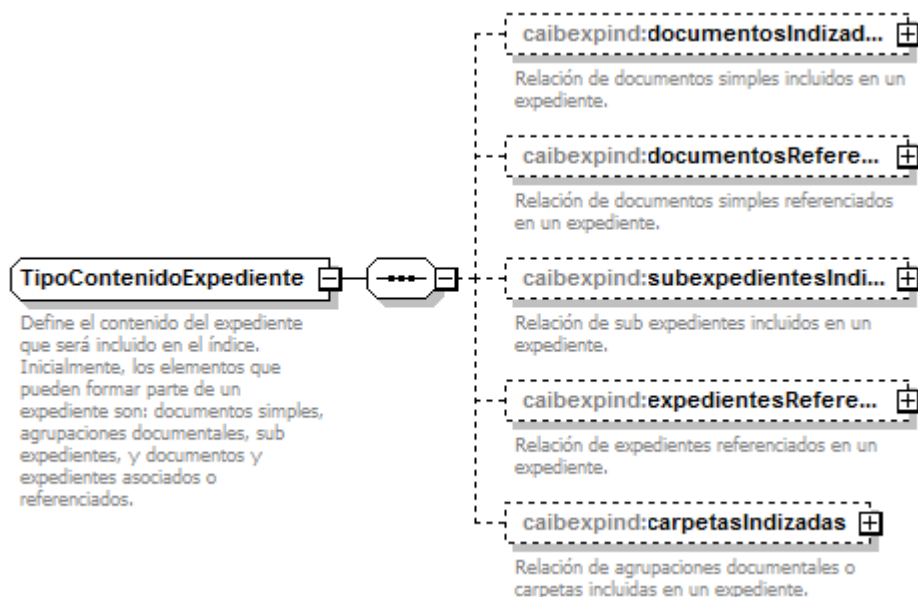 caibexpind:documentosIndizad...
Relación de documentos simples incluidos en un
expediente.
caibexpind:documentosRefere...
Relación de documentos simples referenciados
en un expediente.
TipoContenidoExpediente
Define el contenido del expediente
que será incluido en el índice.
Inicialmente, los elementos que
pueden formar parte de un
expediente son: documentos simples,
agrupaciones documentales, sub
expedientes, y documentos y
expedientes asociados o
referenciados.
caibexpind:subexpedientesIndi...
Relación de sub expedientes incluidos en un
expediente.
caibexpind:expedientesRefere...
Relación de expedientes referenciados en un
expediente.
caibexpind:carpetasIndizadas
Relación de agrupaciones documentales o
carpetas incluidas en un expediente.